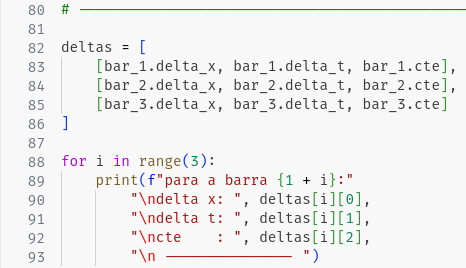 80 # ————————————————————————————————
81
82 deltas = [
83     [bar_1.delta_x, bar_1.delta_t, bar_1.cte],
84     [bar_2.delta_x, bar_2.delta_t, bar_2.cte],
85     [bar_3.delta_x, bar_3.delta_t, bar_3.cte]
86 ]
87
88 for i in range(3):
89     print(f"para a barra {1 + i}:"
90         "\ndelta x: ", deltas[i][0],
91         "\ndelta t: ", deltas[i][1],
92         "\ncte    : ", deltas[i][2],
93         "\n —————————————— ")